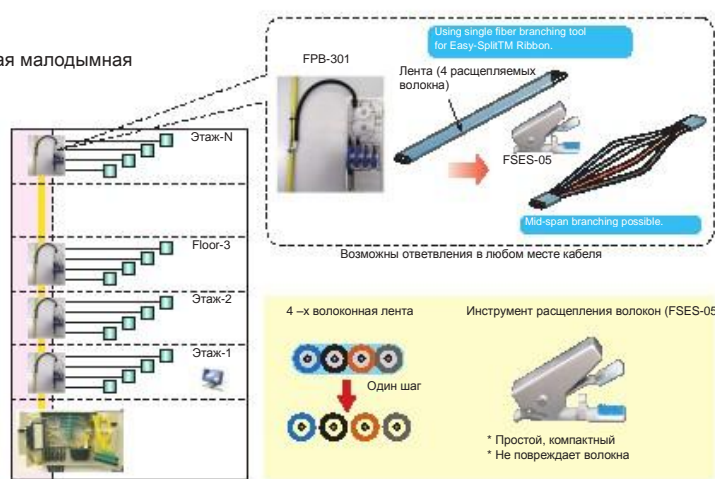 ая малодымная
FPB-301
Using single fiber branching tool
for Easy-SplitTM Ribbon.
Лента (4 расщепляемых
волокна)
FSES-05
Mid-span branching possible.
Возможны ответвления в любом месте кабеля
Этаж-N
Floor-3
Этаж-2
Этаж-1
4 –х волоконная лента
Один шаг
Инструмент расщепления волокон (FSES-05
* Простой, компактный
* Не повреждает волокна